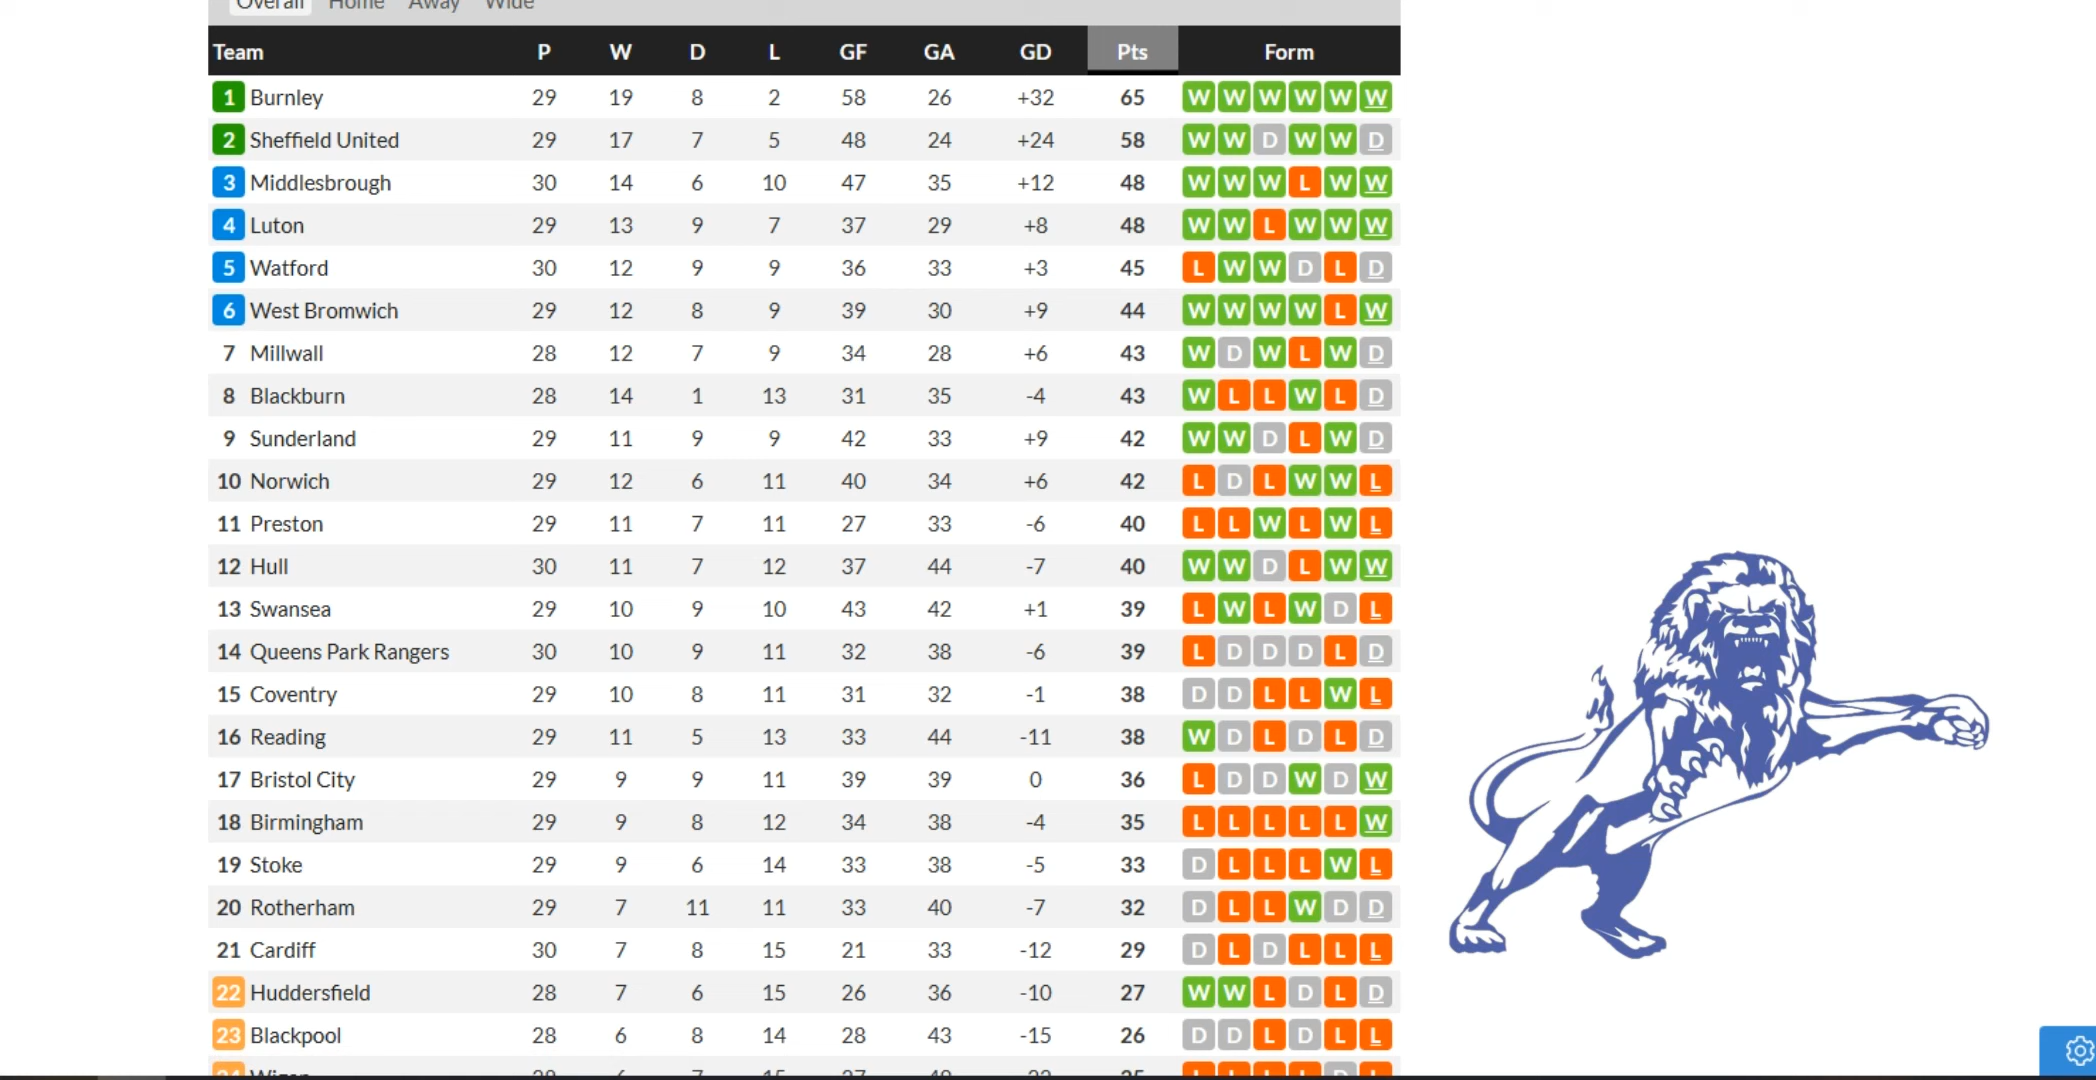 Overall Home Away Wide
Team P W D L GF GA GD Pts Form
1 Burnley 29 19 8 2 58 26 +32 65 W W W W W W
2 Sheffield United 29 17 7 5 48 24 +24 58 W W D W W D
3 Middlesbrough 30 14 6 10 47 35 +12 48 W W W L W W
4 Luton 29 13 9 7 37 29 +8 48 W W L W W W
5 Watford 30 12 9 9 36 33 +3 45 L W W D L D
6 West Bromwich 29 12 8 9 39 30 +9 44 W W W W L W
7 Millwall 28 12 7 9 34 28 +6 43 W D W L W D
8 Blackburn 28 14 1 13 31 35 -4 43 W L L W L D
9 Sunderland 29 11 9 9 42 33 +9 42 W W D L W D
10 Norwich 29 12 6 11 40 34 +6 42 L D L W W L
11 Preston 29 11 7 11 27 33 -6 40 L L W L W L
12 Hull 30 11 7 12 37 44 -7 40 W W D L W W
13 Swansea 29 10 9 10 43 42 +1 39 L W L W D L
14 Queens Park Rangers 30 10 9 11 32 38 -6 39 L D D D L D
15 Coventry 29 10 8 11 31 32 -1 38 D D L L W L
16 Reading 29 11 5 13 33 44 -11 38 W D L D L D
17 Bristol City 29 9 9 11 39 39 0 36 L D D W D W
18 Birmingham 29 9 8 12 34 38 -4 35 L L L L L W
19 Stoke 29 9 6 14 33 38 -5 33 D L L L W L
20 Rotherham 29 7 11 11 33 40 -7 32 D L L W D D
21 Cardiff 30 7 8 15 21 33 -12 29 D L D L L L
22 Huddersfield 28 7 6 15 26 36 -10 27 W W L D L D
23 Blackpool 28 6 8 14 28 43 -15 26 D D L D L L